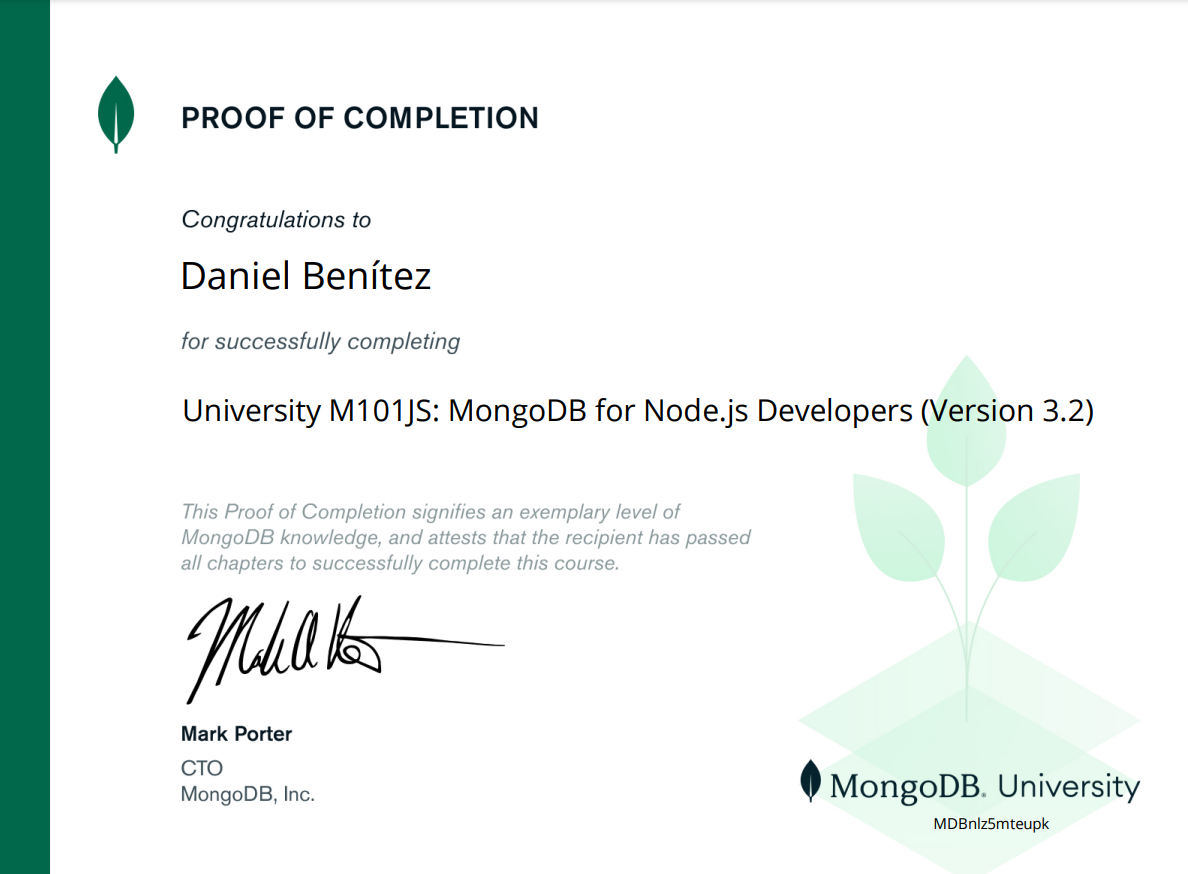 PROOF OF COMPLETION
Congratulations to
Daniel Benítez
for successfully completing
University M101JS: MongoDB for Node.js Developers (Version 3.2)
This Proof of Completion signifies an exemplary level of
MongoDB knowledge, and attests that the recipient has passed
all chapters to successfully complete this course.
Mark Porter
CTO
MongoDB, Inc.
MongoDB. University
MDBnlz5mteupk